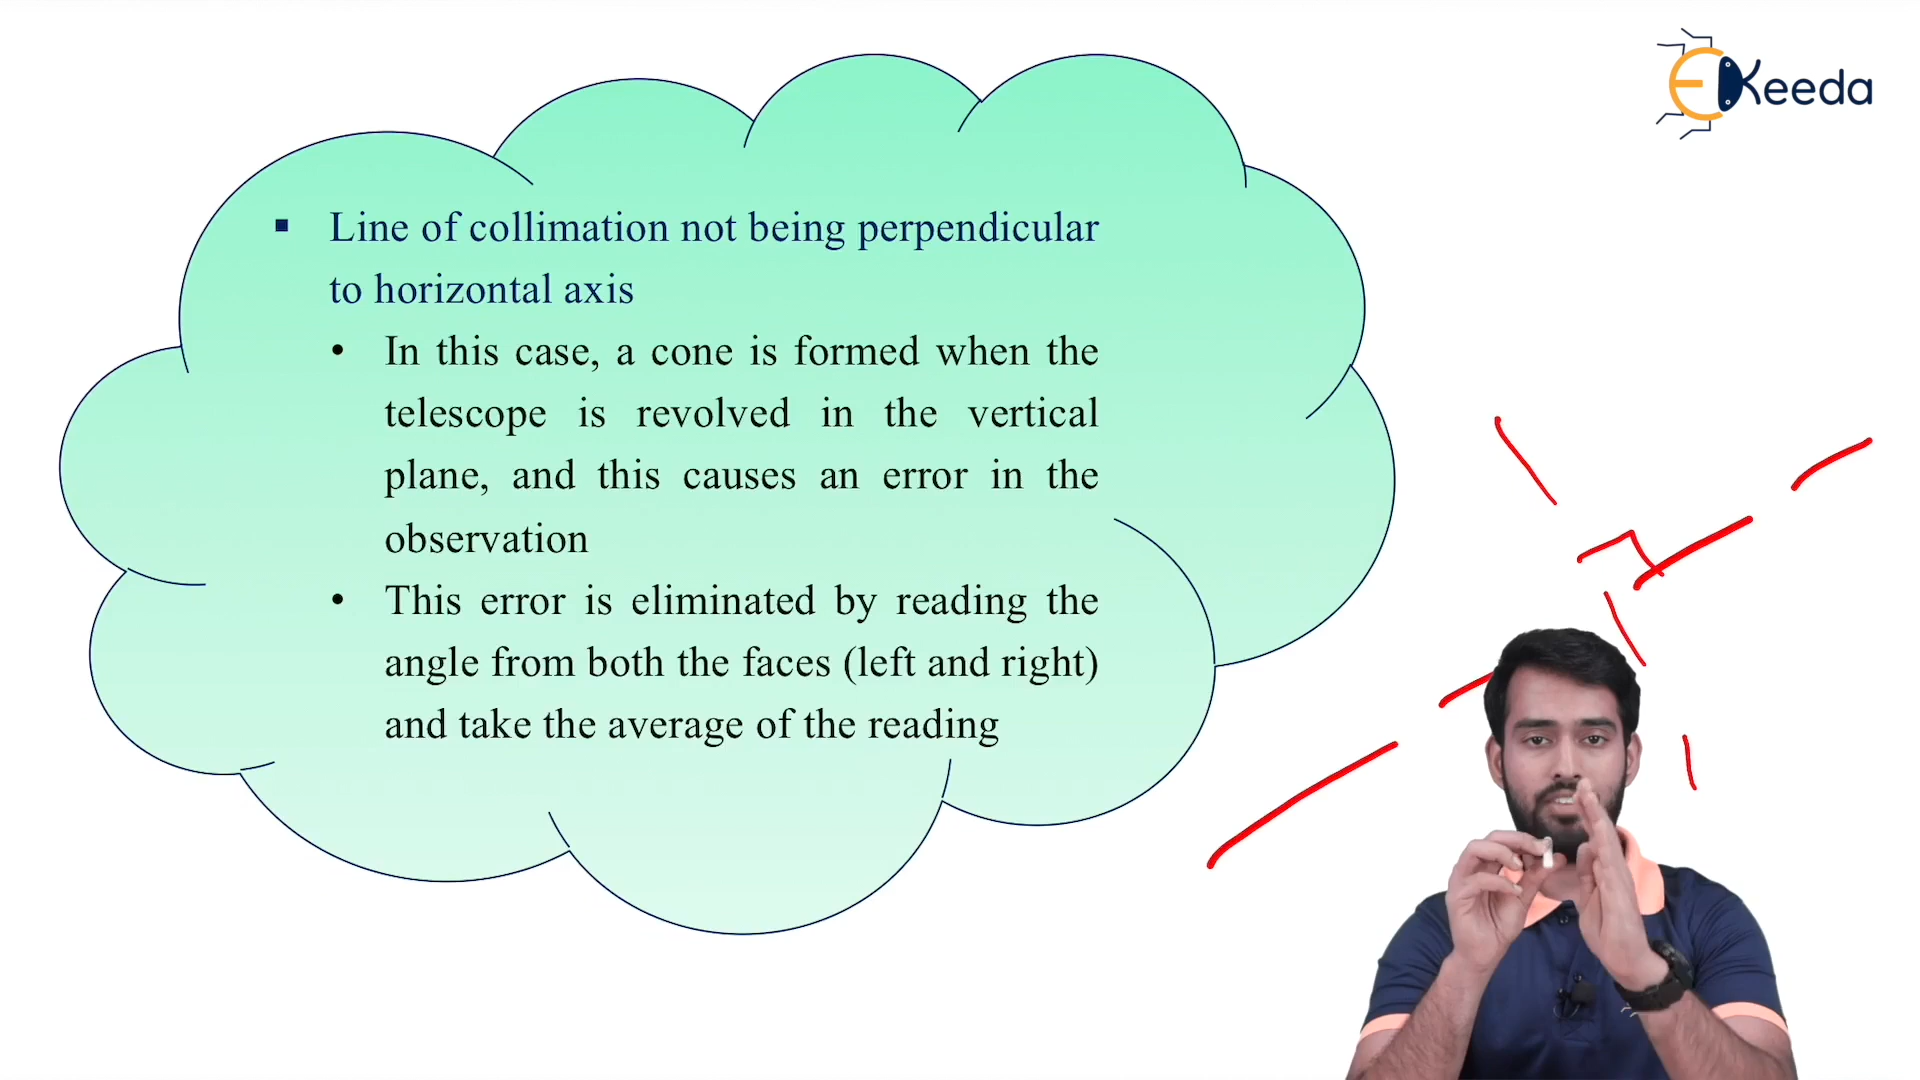 EKeeda
▪ Line of collimation not being perpendicular
to horizontal axis
• In this case, a cone is formed when the
telescope is revolved in the vertical
plane, and this causes an error in the
observation
• This error is eliminated by reading the
angle from both the faces (left and right)
and take the average of the reading